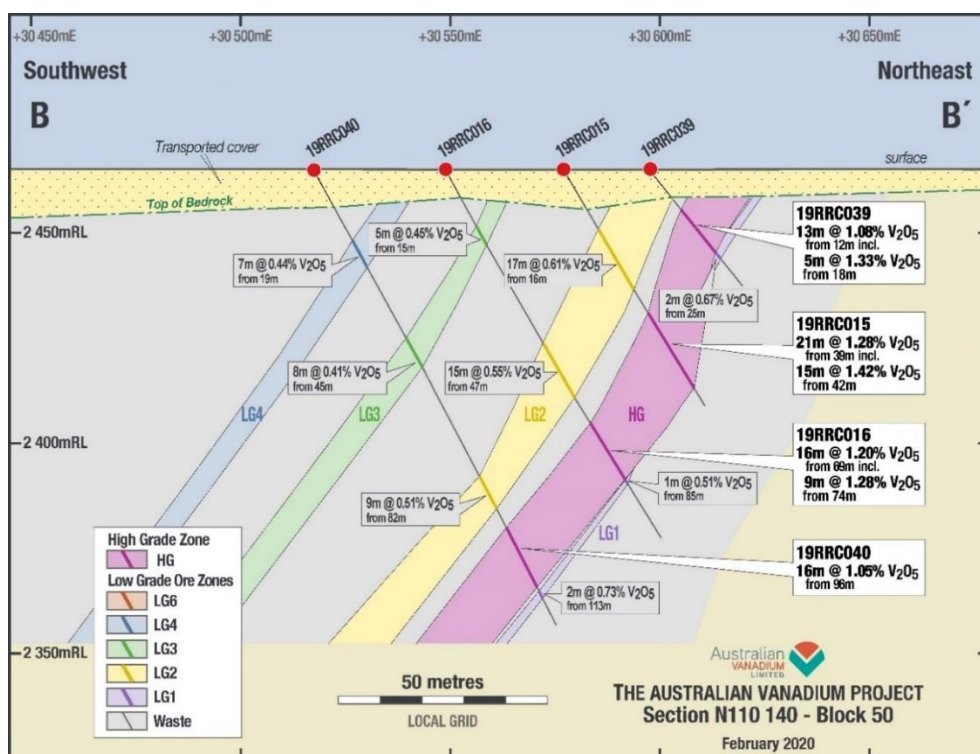 +30 450mE
+30 500mE
+30 550mE
+30 600mE
+30 650mE
Southwest
Northeast
B
B´
19RRC040
19RRC016
19RRC015
19RRC039
Transported cover
surface
Top of Bedrock
2 450mRL
2 400mRL
2 350mRL
7m @ 0.44% V₂O₅
from 19m
5m @ 0.45% V₂O₅
from 15m
17m @ 0.61% V₂O₅
from 16m
2m @ 0.67% V₂O₅
from 25m
8m @ 0.41% V₂O₅
from 45m
15m @ 0.55% V₂O₅
from 47m
9m @ 0.51% V₂O₅
from 82m
1m @ 0.51% V₂O₅
from 85m
2m @ 0.73% V₂O₅
from 113m
LG4
LG3
LG2
HG
LG1
19RRC039
13m @ 1.08% V₂O₅
from 12m incl.
5m @ 1.33% V₂O₅
from 18m
19RRC015
21m @ 1.28% V₂O₅
from 39m incl.
15m @ 1.42% V₂O₅
from 42m
19RRC016
16m @ 1.20% V₂O₅
from 69m incl.
9m @ 1.28% V₂O₅
from 74m
19RRC040
16m @ 1.05% V₂O₅
from 96m
High Grade Zone
HG
Low Grade Ore Zones
LG6
LG4
LG3
LG2
LG1
Waste
50 metres
LOCAL GRID
Australian
VANADIUM
LIMITED
THE AUSTRALIAN VANADIUM PROJECT
Section N110 140 - Block 50
February 2020